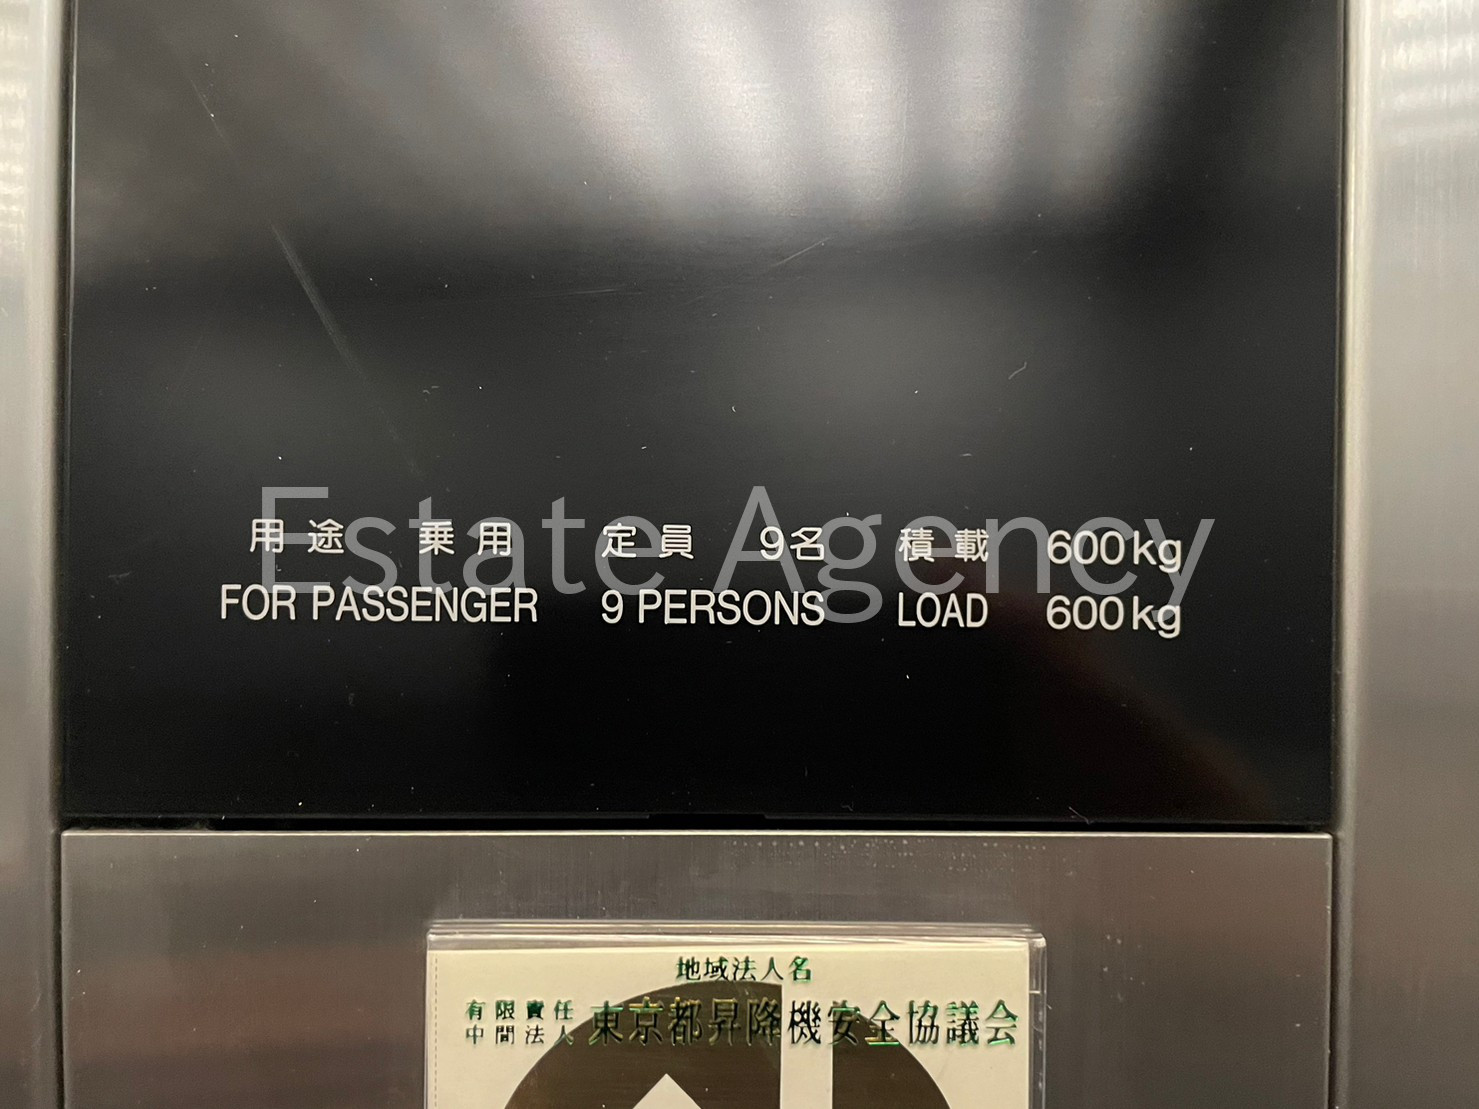 用途 乗用 定員 9名 積載 600kg
FOR PASSENGER 9 PERSONS LOAD 600kg
Estate Agency
地域法人名
有限責任中間法人 東京都昇降機安全協議会